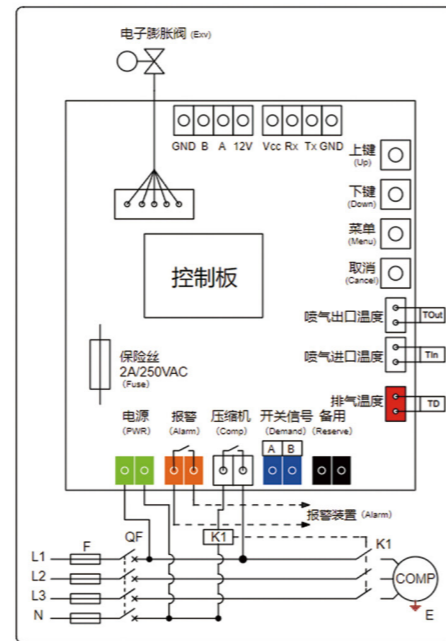 电子膨胀阀 (Exv)
GND B A 12V Vcc Rx Tx GND
上键
(Up)
下键
(Down)
菜单
(Menu)
取消
(Cancel)
控制板
喷气出口温度 TOut
喷气进口温度 TIn
排气温度 TD
保险丝
2A/250VAC
(Fuse)
电源 报警 压缩机 开关信号 备用
(PWR) (Alarm) (Comp) (Demand) (Reserve)
A B
报警装置 (Alarm)
K1 K1
L1 F QF
L2
L3
N
COMP
E